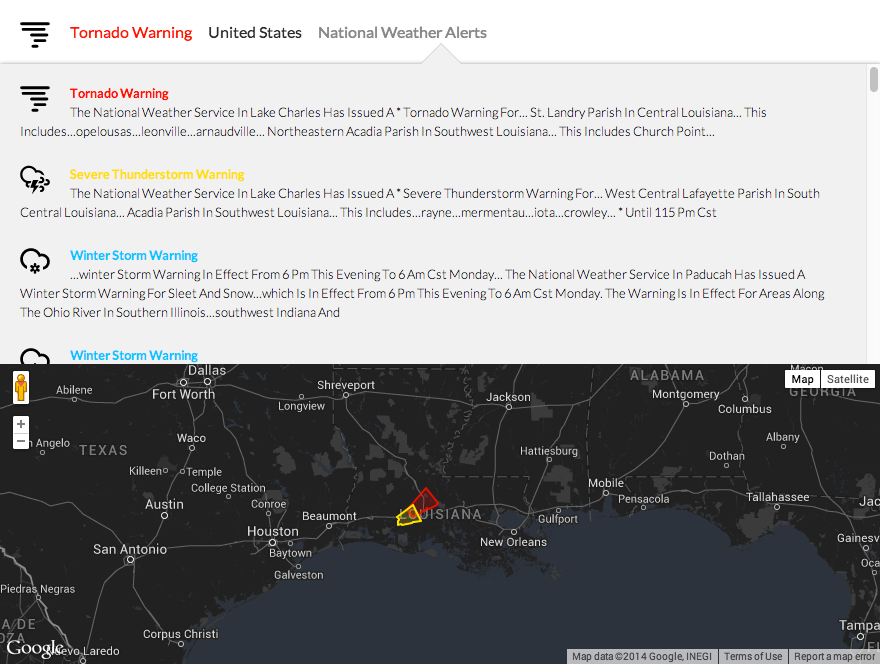 Tornado Warning United States National Weather Alerts
Tornado Warning
The National Weather Service In Lake Charles Has Issued A * Tornado Warning For... St. Landry Parish In Central Louisiana... This
Includes...opelousas...leonville...arnaudville... Northeastern Acadia Parish In Southwest Louisiana... This Includes Church Point...
Severe Thunderstorm Warning
The National Weather Service In Lake Charles Has Issued A * Severe Thunderstorm Warning For... West Central Lafayette Parish In South
Central Louisiana... Acadia Parish In Southwest Louisiana... This Includes...rayne...mermentau...iota...crowley... * Until 115 Pm Cst
Winter Storm Warning
...winter Storm Warning In Effect From 6 Pm This Evening To 6 Am Cst Monday... The National Weather Service In Paducah Has Issued A
Winter Storm Warning For Sleet And Snow...which Is In Effect From 6 Pm This Evening To 6 Am Cst Monday. The Warning Is In Effect For Areas Along
The Ohio River In Southern Illinois...southwest Indiana And
Winter Storm Warning
Dallas
Macon
ALABAMA
Map Satellite
Abilene
Fort Worth
Shreveport
Longview
Jackson
Montgomery
GEORGIA
Columbus
+
−
n Angelo
TEXAS
Waco
Hattiesburg
Albany
Dothan
Killeen
Temple
College Station
Mobile
Pensacola
Tallahassee
Jac
Austin
Conroe
Beaumont
LOUISIANA
Gulfport
Houston
New Orleans
Gainesv
San Antonio
Baytown
Galveston
Oca
Piedras Negras
A DE
OZA
Corpus Christi
Tampa
Google
Nuevo Laredo
FL
Map data ©2014 Google, INEGI Terms of Use Report a map error